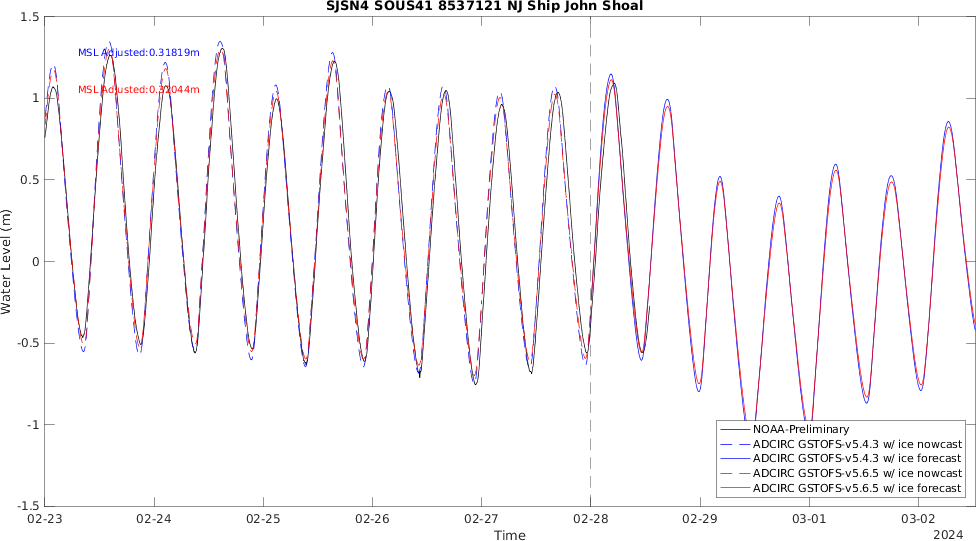 SJSN4 SOUS41 8537121 NJ Ship John Shoal
1.5
1
0.5
0
-0.5
-1
-1.5
Water Level (m)
MSL Adjusted:0.31819m
MSL Adjusted:0.32044m
NOAA-Preliminary
ADCIRC GSTOFS-v5.4.3 w/ ice nowcast
ADCIRC GSTOFS-v5.4.3 w/ ice forecast
ADCIRC GSTOFS-v5.6.5 w/ ice nowcast
ADCIRC GSTOFS-v5.6.5 w/ ice forecast
02-23 02-24 02-25 02-26 02-27 02-28 02-29 03-01 03-02
Time
2024